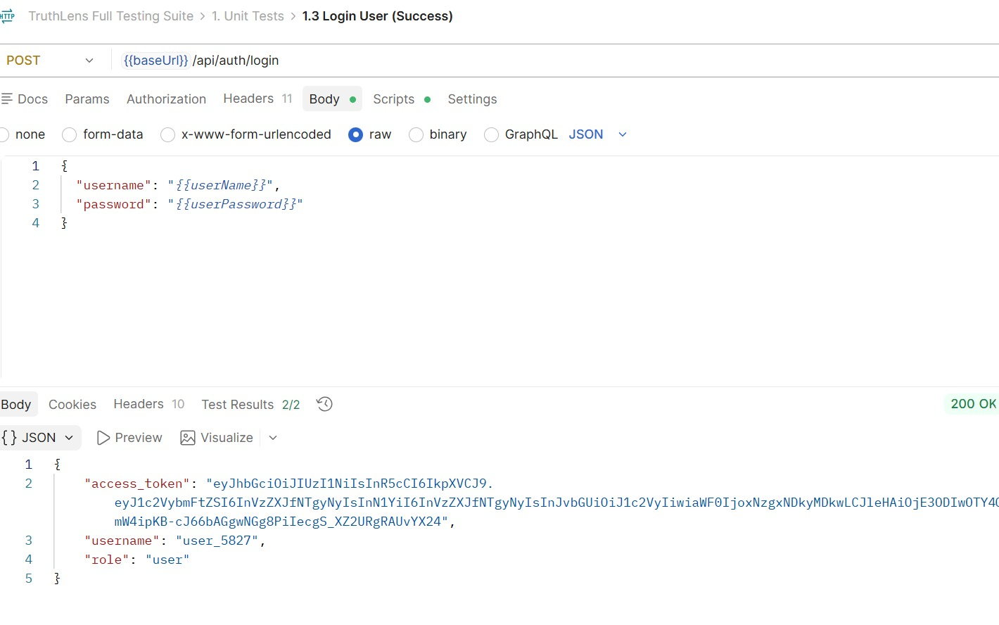 HTTP TruthLens Full Testing Suite > 1. Unit Tests > 1.3 Login User (Success)
POST {{baseUrl}} /api/auth/login
Docs Params Authorization Headers 11 Body Scripts Settings
none form-data x-www-form-urlencoded raw binary GraphQL JSON
1 {
2 "username": "{{userName}}",
3 "password": "{{userPassword}}"
4 }
Body Cookies Headers 10 Test Results 2/2 200 OK
{} JSON Preview Visualize
1 {
2 "access_token": "eyJhbGciOiJIUzI1NiIsInR5cCI6IkpXVCJ9.
eyJ1c2VybmFtZSI6InVzZXJfNTgyNyIsInN1YiI6InVzZXJfNTgyNyIsInJvbGUiOiJ1c2VyIiwiaWF0IjoxNzgxNDkyMDkwLCJleHAiOjE3ODIwOTY4O
mW4ipKB-cJ66bAGgwNGg8PiIecgS_XZ2URgRAUvYX24",
3 "username": "user_5827",
4 "role": "user"
5 }